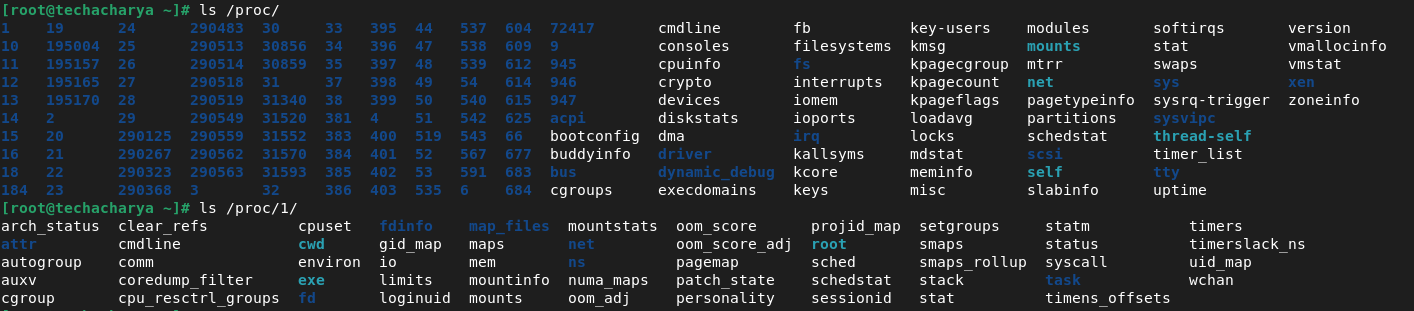 [root@techacharya ~]# ls /proc/
1 19 24 290483 30 33 395 44 537 604 72417 cmdline fb key-users modules softirqs version
10 195004 25 290513 30856 34 396 47 538 609 9 consoles filesystems kmsg mounts stat vmallocinfo
11 195157 26 290514 30859 35 397 48 539 612 945 cpuinfo fs kpagecgroup mtrr swaps vmstat
12 195165 27 290518 31 37 398 49 54 614 946 crypto interrupts kpagecount net sys xen
13 195170 28 290519 31340 38 399 50 540 615 947 devices iomem kpageflags pagetypeinfo sysrq-trigger zoneinfo
14 2 29 290549 31520 381 4 51 542 625 acpi diskstats ioports loadavg partitions sysvipc
15 20 290125 290559 31552 383 400 519 543 66 bootconfig dma irq locks schedstat thread-self
16 21 290267 290562 31570 384 401 52 567 677 buddyinfo driver kallsyms mdstat scsi timer_list
18 22 290323 290563 31593 385 402 53 591 683 bus dynamic_debug kcore meminfo self tty
184 23 290368 3 32 386 403 535 6 684 cgroups execdomains keys misc slabinfo uptime
[root@techacharya ~]# ls /proc/1/
arch_status clear_refs cpuset fdinfo map_files mountstats oom_score projid_map setgroups statm timers
attr cmdline cwd gid_map maps net oom_score_adj root smaps status timerslack_ns
autogroup comm environ io mem ns pagemap sched smaps_rollup syscall uid_map
auxv coredump_filter exe limits mountinfo numa_maps patch_state schedstat stack task wchan
cgroup cpu_resctrl_groups fd loginuid mounts oom_adj personality sessionid stat timens_offsets